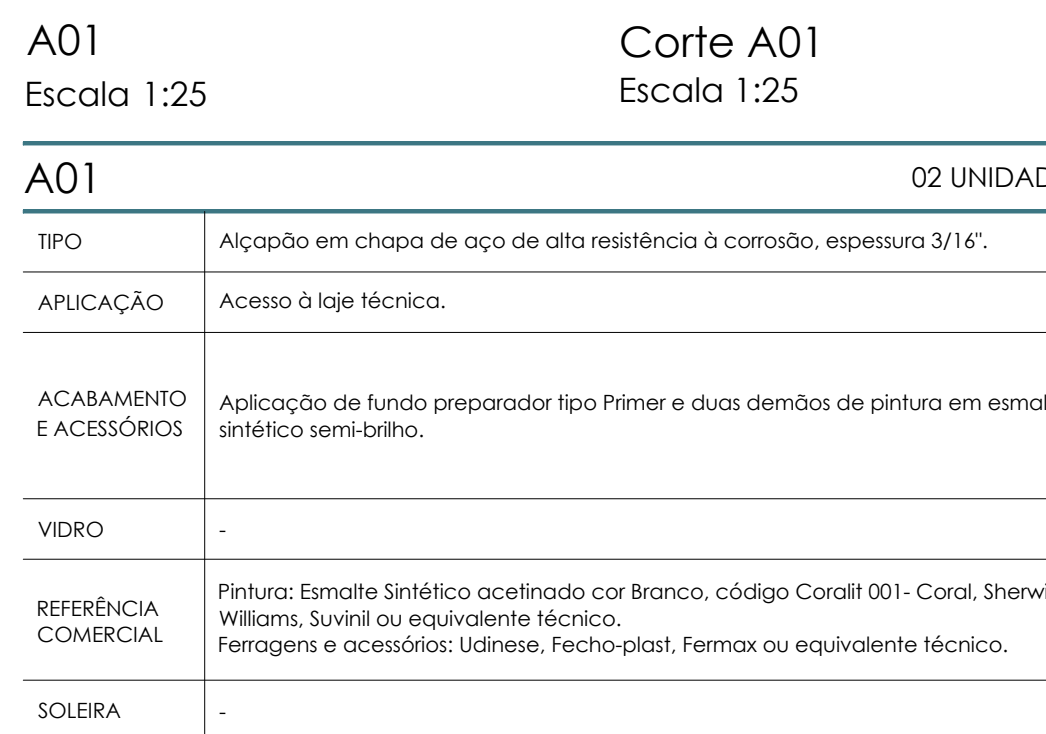 A01
Escala 1:25
Corte A01
Escala 1:25
A01
02 UNIDAD
TIPO
Alçapão em chapa de aço de alta resistência à corrosão, espessura 3/16".
APLICAÇÃO
Acesso à laje técnica.
ACABAMENTO
E ACESSÓRIOS
Aplicação de fundo preparador tipo Primer e duas demãos de pintura em esmal
sintético semi-brilho.
VIDRO
-
REFERÊNCIA
COMERCIAL
Pintura: Esmalte Sintético acetinado cor Branco, código Coralit 001- Coral, Sherwi
Williams, Suvinil ou equivalente técnico.
Ferragens e acessórios: Udinese, Fecho-plast, Fermax ou equivalente técnico.
SOLEIRA
-